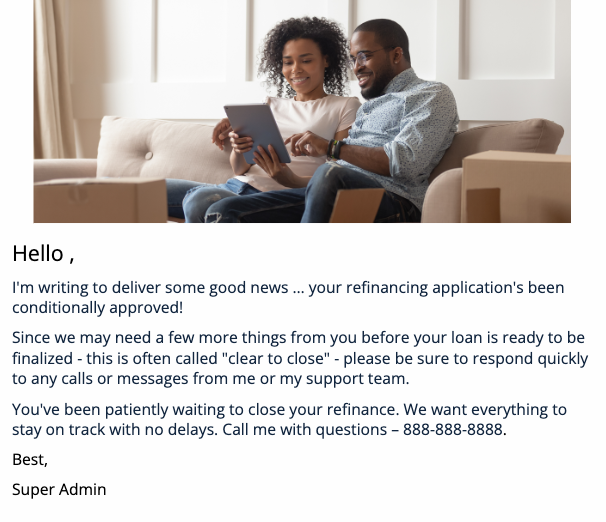 Hello ,
I'm writing to deliver some good news ... your refinancing application's been
conditionally approved!
Since we may need a few more things from you before your loan is ready to be
finalized - this is often called "clear to close" - please be sure to respond quickly
to any calls or messages from me or my support team.
You've been patiently waiting to close your refinance. We want everything to
stay on track with no delays. Call me with questions – 888-888-8888.
Best,
Super Admin